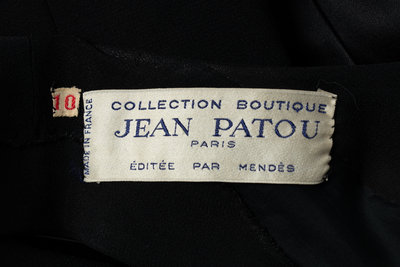 10
MADE IN FRANCE
COLLECTION BOUTIQUE
JEAN PATOU
PARIS
ÉDITÉE PAR MENDÈS